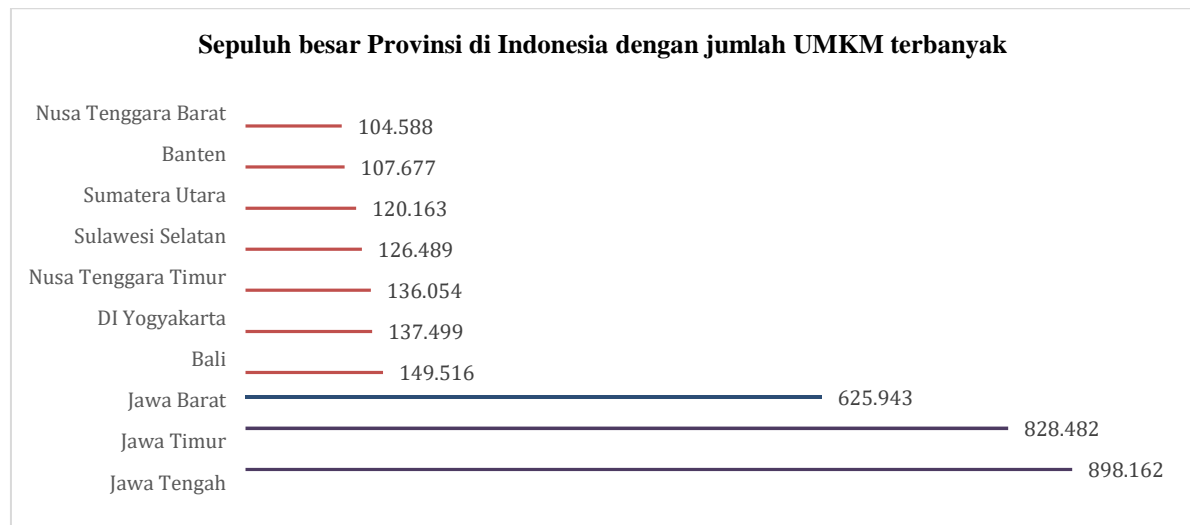 Sepuluh besar Provinsi di Indonesia dengan jumlah UMKM terbanyak
Nusa Tenggara Barat 104.588
Banten 107.677
Sumatera Utara 120.163
Sulawesi Selatan 126.489
Nusa Tenggara Timur 136.054
DI Yogyakarta 137.499
Bali 149.516
Jawa Barat 625.943
Jawa Timur 828.482
Jawa Tengah 898.162